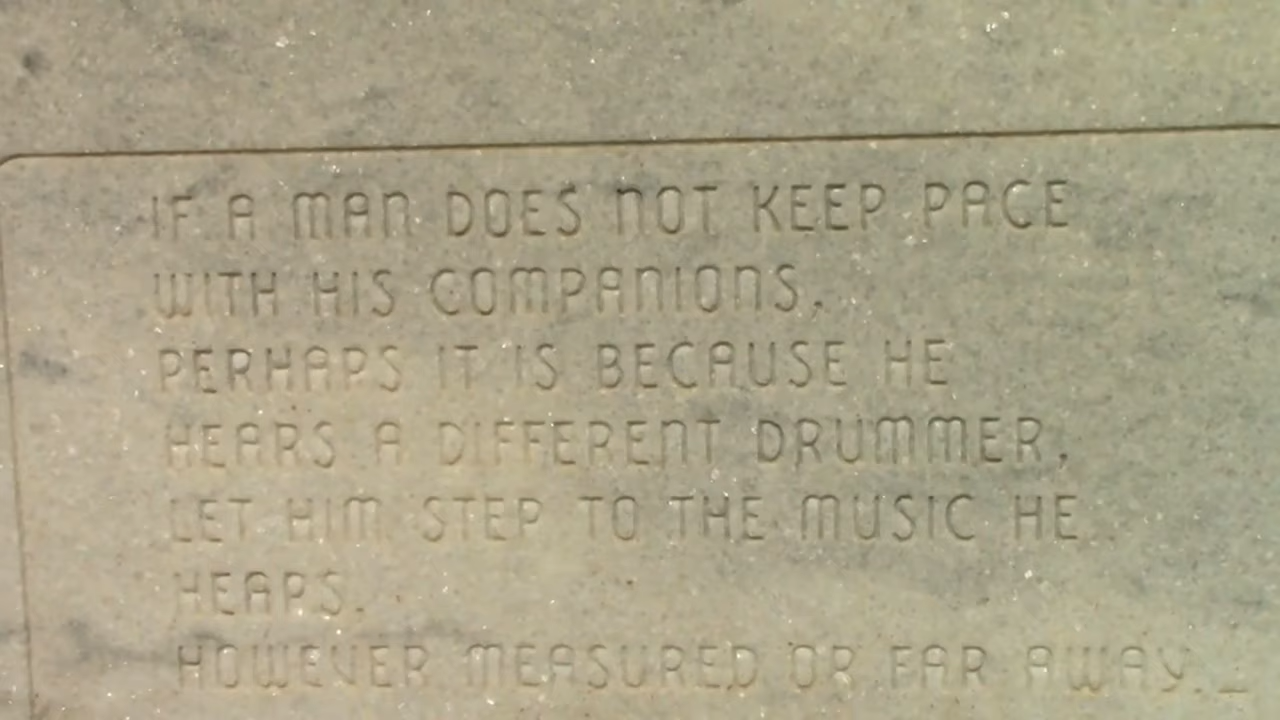 IF A MAN DOES NOT KEEP PACE
WITH HIS COMPANIONS,
PERHAPS IT IS BECAUSE HE
HEARS A DIFFERENT DRUMMER,
LET HIM STEP TO THE MUSIC HE
HEARS.
HOWEVER MEASURED OR FAR AWAY._